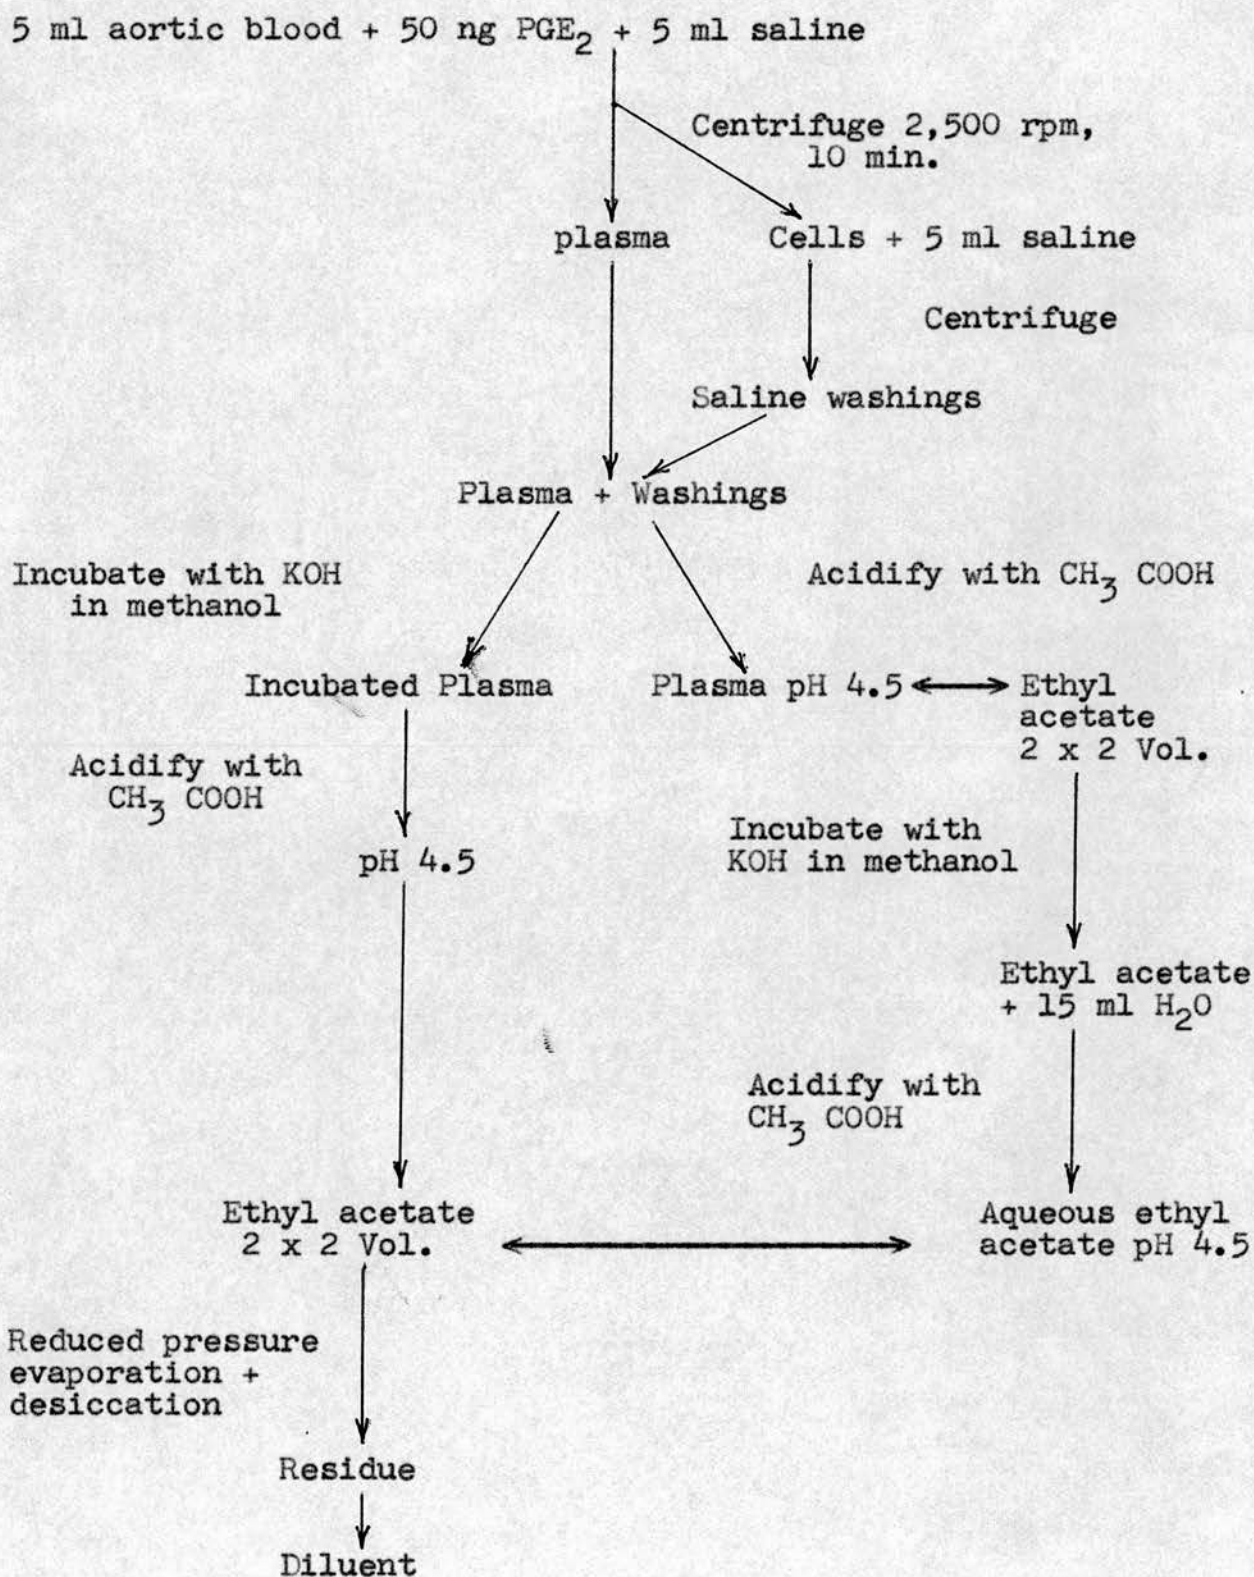 5 ml aortic blood + 50 ng PGE₂ + 5 ml saline
Centrifuge 2,500 rpm,
10 min.
plasma
Cells + 5 ml saline
Centrifuge
Saline washings
Plasma + Washings
Incubate with KOH
in methanol
Acidify with CH₃ COOH
Incubated Plasma
Plasma pH 4.5
Ethyl
acetate
2 x 2 Vol.
Acidify with
CH₃ COOH
pH 4.5
Incubate with
KOH in methanol
Ethyl acetate
+ 15 ml H₂O
Acidify with
CH₃ COOH
Ethyl acetate
2 x 2 Vol.
Aqueous ethyl
acetate pH 4.5
Reduced pressure
evaporation +
desiccation
Residue
Diluent